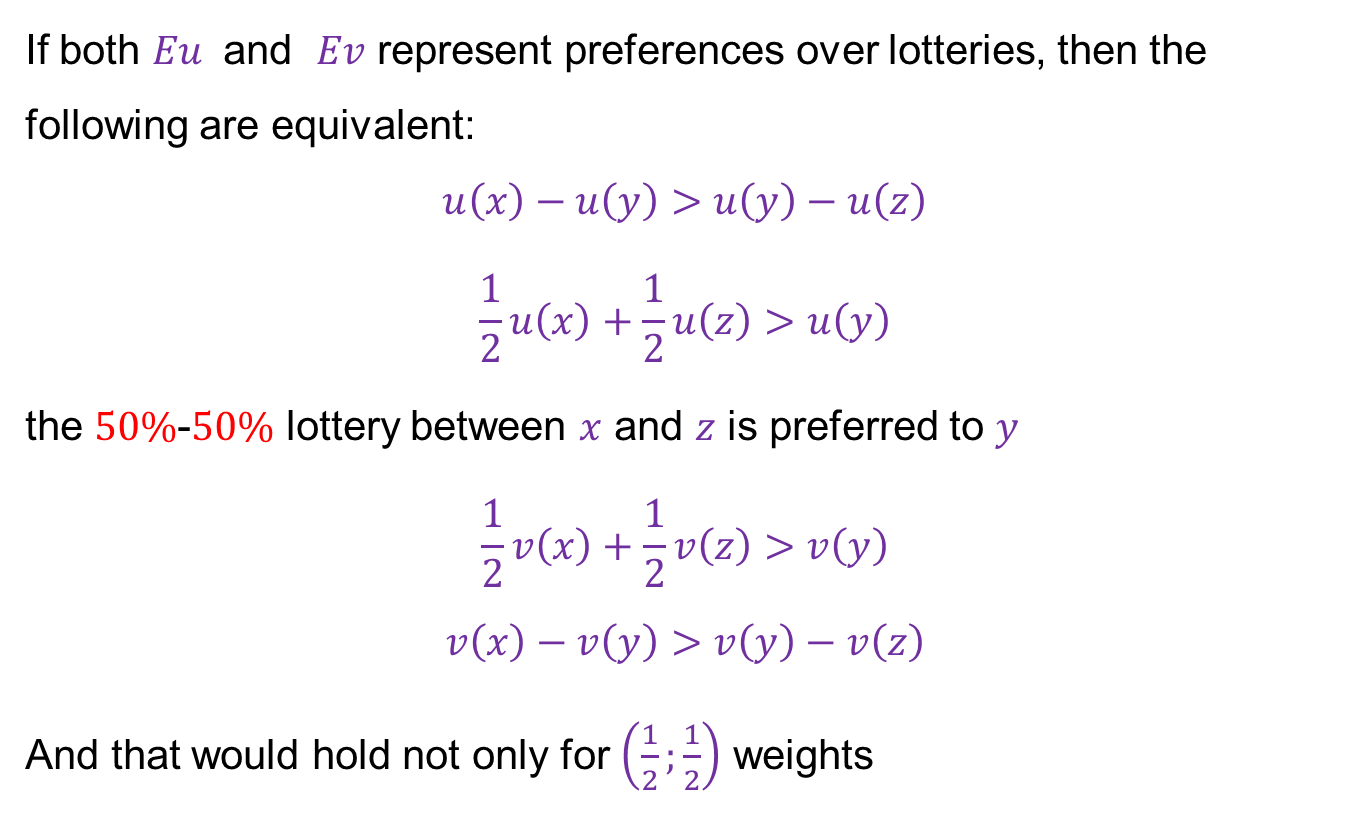 If both Eu and Ev represent preferences over lotteries, then the
following are equivalent:
u(x) − u(y) > u(y) − u(z)
1/2 u(x) + 1/2 u(z) > u(y)
the 50%-50% lottery between x and z is preferred to y
1/2 v(x) + 1/2 v(z) > v(y)
v(x) − v(y) > v(y) − v(z)
And that would hold not only for (1/2; 1/2) weights